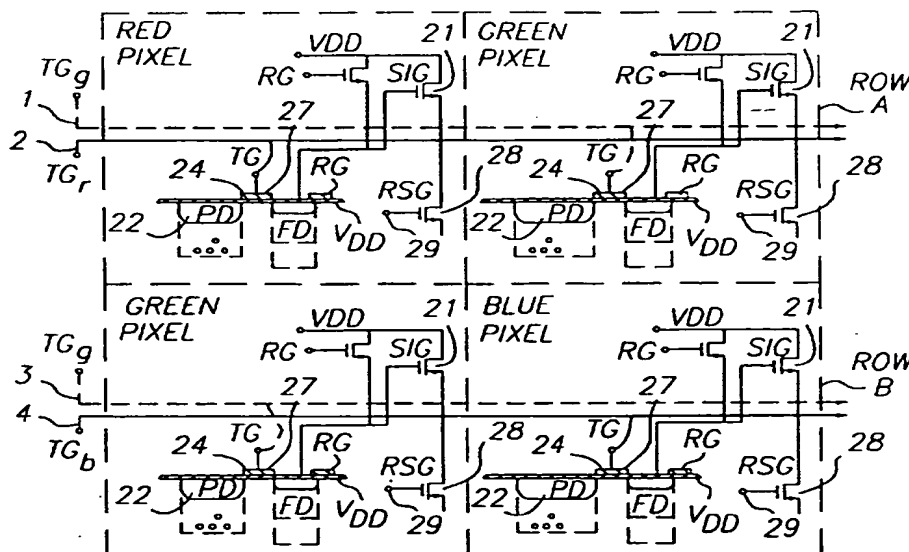 RED
PIXEL
VDD
RG
SIG
21
GREEN
PIXEL
VDD
RG
SIG
21
ROW
A
TGg
1
2
TGr
27
TG
24
RG
22
PD
FD
VDD
RSG
29
28
27
TG
24
RG
22
PD
FD
VDD
RSG
29
28
GREEN
PIXEL
VDD
RG
SIG
21
BLUE
PIXEL
VDD
RG
SIG
21
ROW
B
TGg
3
4
TGb
27
TG
24
RG
22
PD
FD
VDD
RSG
29
28
27
TG
24
RG
22
PD
FD
VDD
RSG
29
28